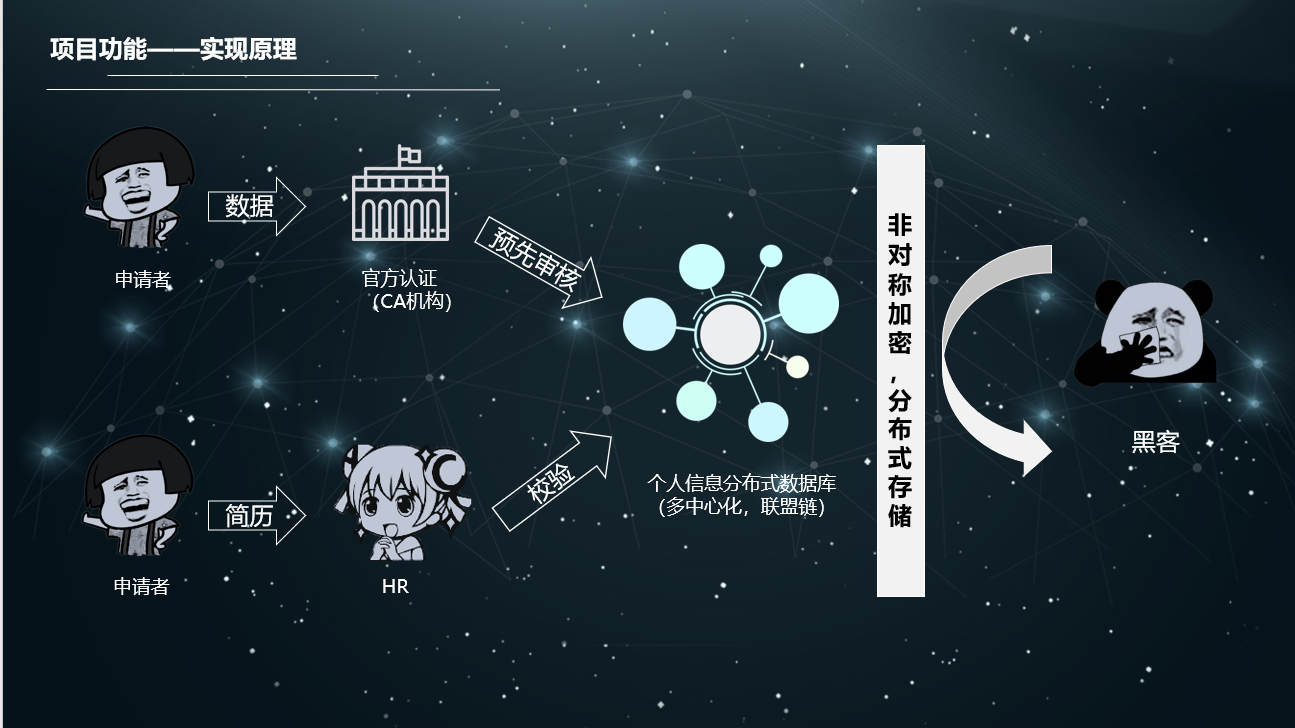 项目功能——实现原理
数据
申请者
官方认证
（CA机构）
预先审核
简历
申请者
HR
校验
个人信息分布式数据库
（多中心化，联盟链）
非对称加密,分布式存储
黑客